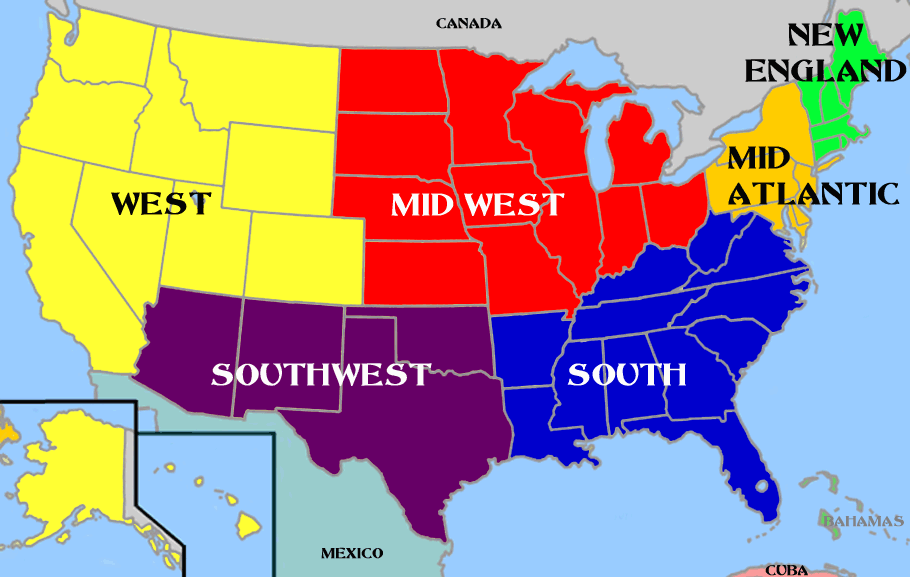 CANADA
NEW
ENGLAND
MID
ATLANTIC
WEST
MID WEST
SOUTHWEST
SOUTH
BAHAMAS
MEXICO
CUBA